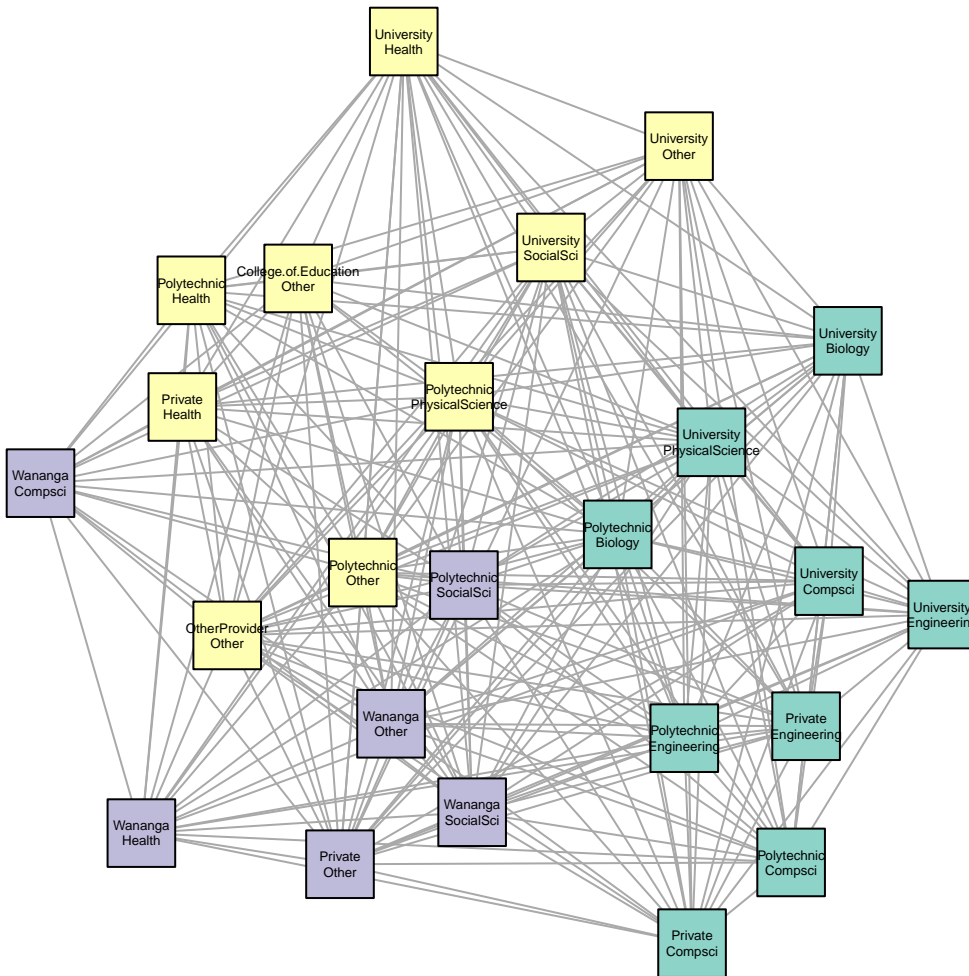 University
Health
University
Other
University
SocialSci
College.of.Education
Other
Polytechnic
Health
University
Biology
Private
Health
Polytechnic
PhysicalScience
University
PhysicalScience
Wananga
Compsci
Polytechnic
Biology
Polytechnic
Other
Polytechnic
SocialSci
University
Compsci
University
Engineering
OtherProvider
Other
Wananga
Other
Polytechnic
Engineering
Private
Engineering
Wananga
Health
Wananga
SocialSci
Private
Other
Polytechnic
Compsci
Private
Compsci